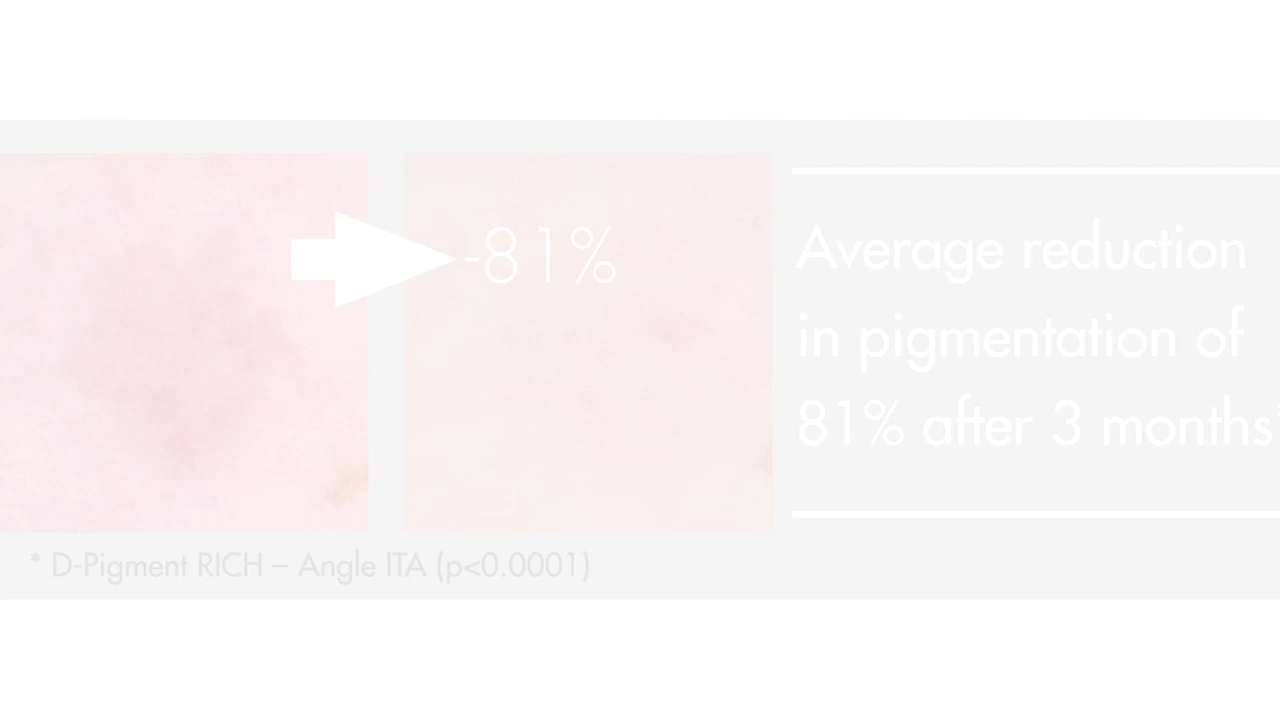 -81%
Average reduction
in pigmentation of
81% after 3 months*
* D-Pigment RICH – Angle ITA (p<0.0001)